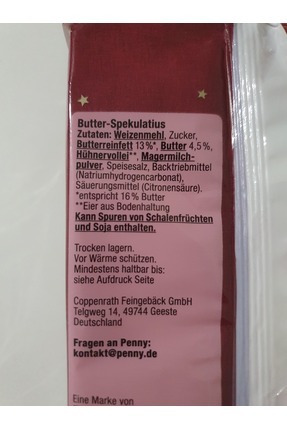 Butter-Spekulatius
Zutaten: Weizenmehl, Zucker,
Butterreinfett 13%*, Butter 4,5%,
Hühnervollei**, Magermilch-
pulver, Speisesalz, Backtriebmittel
(Natriumhydrogencarbonat),
Säuerungsmittel (Citronensäure).
*entspricht 16% Butter
**Eier aus Bodenhaltung
Kann Spuren von Schalenfrüchten
und Soja enthalten.
Trocken lagern.
Vor Wärme schützen.
Mindestens haltbar bis:
siehe Aufdruck Seite
Coppenrath Feingebäck GmbH
Telgweg 14, 49744 Geeste
Deutschland
Fragen an Penny:
kontakt@penny.de
Eine Marke von